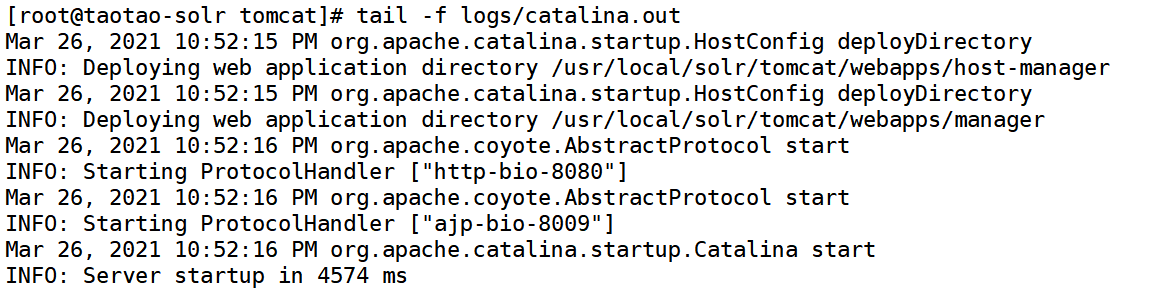 [root@taotao-solr tomcat]# tail -f logs/catalina.out
Mar 26, 2021 10:52:15 PM org.apache.catalina.startup.HostConfig deployDirectory
INFO: Deploying web application directory /usr/local/solr/tomcat/webapps/host-manager
Mar 26, 2021 10:52:15 PM org.apache.catalina.startup.HostConfig deployDirectory
INFO: Deploying web application directory /usr/local/solr/tomcat/webapps/manager
Mar 26, 2021 10:52:16 PM org.apache.coyote.AbstractProtocol start
INFO: Starting ProtocolHandler ["http-bio-8080"]
Mar 26, 2021 10:52:16 PM org.apache.coyote.AbstractProtocol start
INFO: Starting ProtocolHandler ["ajp-bio-8009"]
Mar 26, 2021 10:52:16 PM org.apache.catalina.startup.Catalina start
INFO: Server startup in 4574 ms